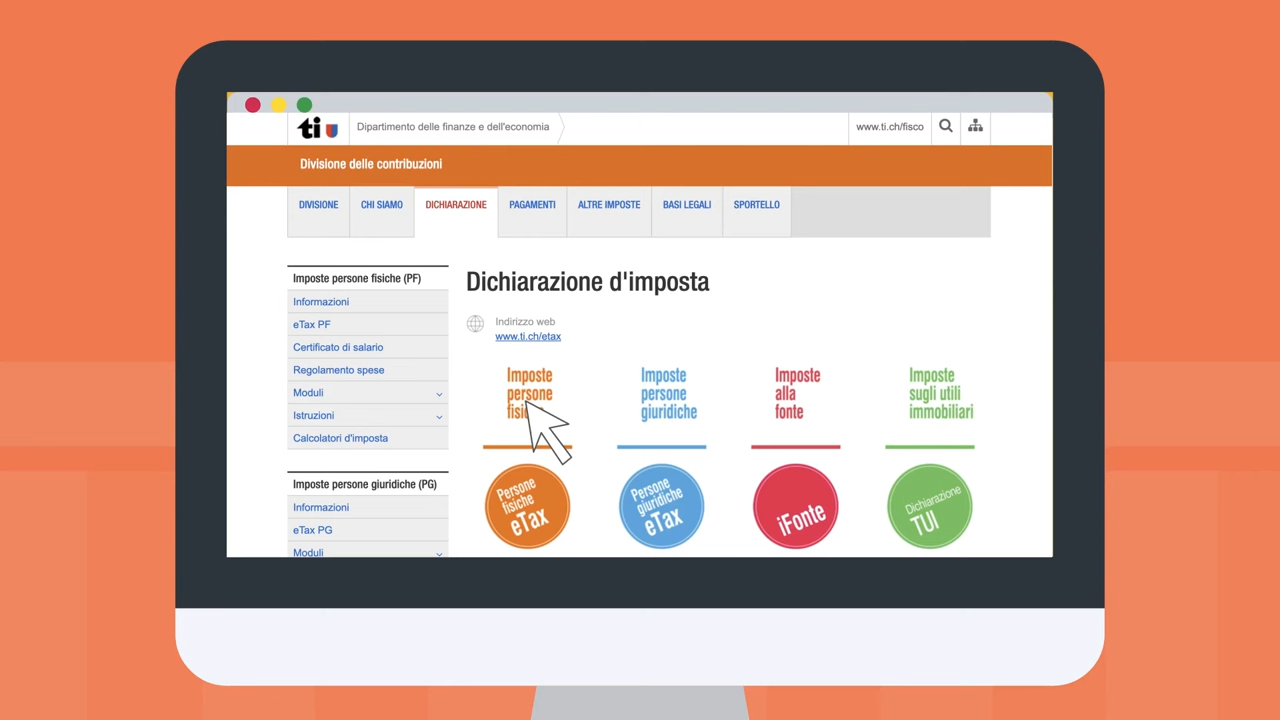 ti
Dipartimento delle finanze e dell'economia
www.ti.ch/fisco
Divisione delle contribuzioni
DIVISIONE
CHI SIAMO
DICHIARAZIONE
PAGAMENTI
ALTRE IMPOSTE
BASI LEGALI
SPORTELLO
Imposte persone fisiche (PF)
Informazioni
eTax PF
Certificato di salario
Regolamento spese
Moduli
Istruzioni
Calcolatori d'imposta
Imposte persone giuridiche (PG)
Informazioni
eTax PG
Moduli
Dichiarazione d'imposta
Indirizzo web
www.ti.ch/etax
Imposte
persone
Imposte
persone
giuridiche
Imposte
alla
fonte
Imposte
sugli utili
immobiliari
Persone
fisiche
eTax
Persone
giuridiche
eTax
iFonte
Dichiarazione
TUI